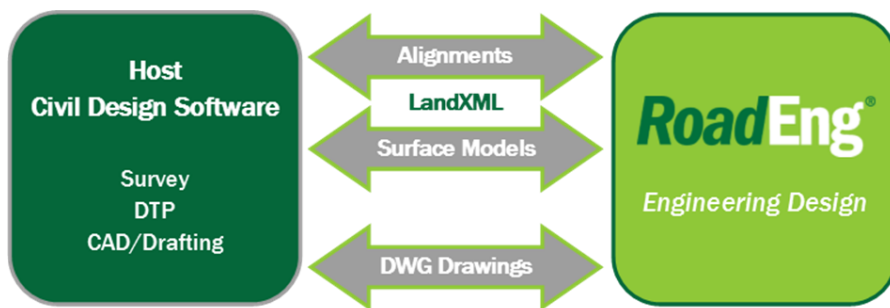 Host
Civil Design Software
Survey
DTP
CAD/Drafting
Alignments
LandXML
Surface Models
DWG Drawings
RoadEng®
Engineering Design